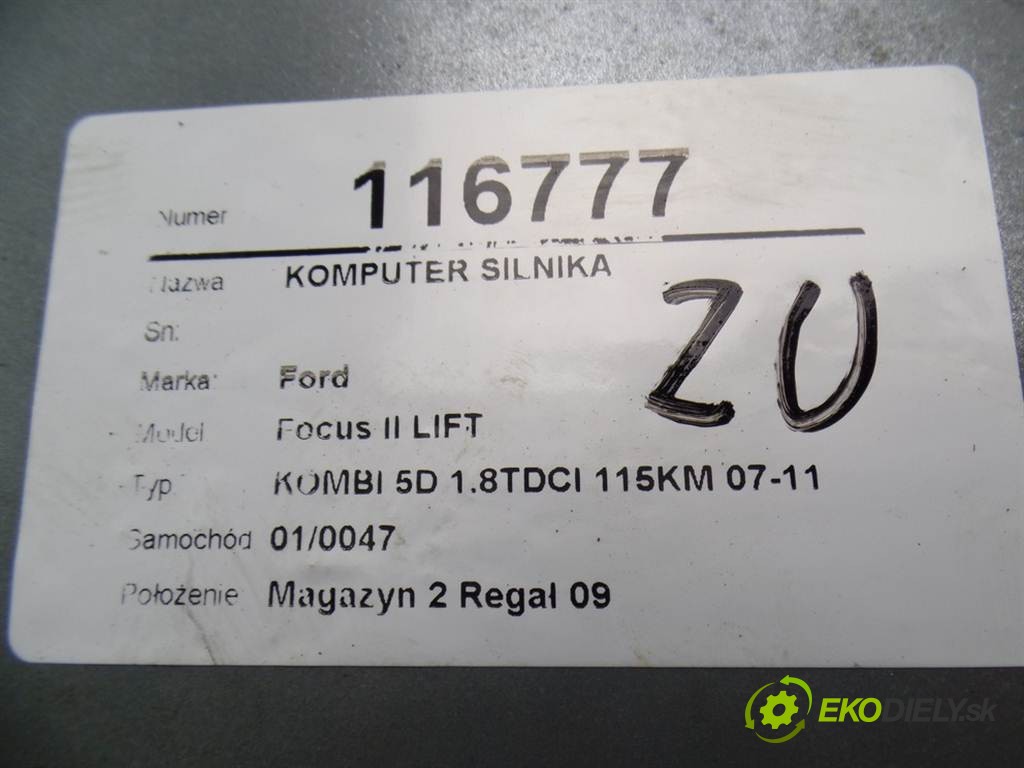 Numer 116777
Nazwa KOMPUTER SILNIKA
Sn:
ZU
Marka: Ford
Model Focus II LIFT
Typ KOMBI 5D 1.8TDCI 115KM 07-11
Samochód 01/0047
Położenie Magazyn 2 Regał 09
EKODIELY.sk